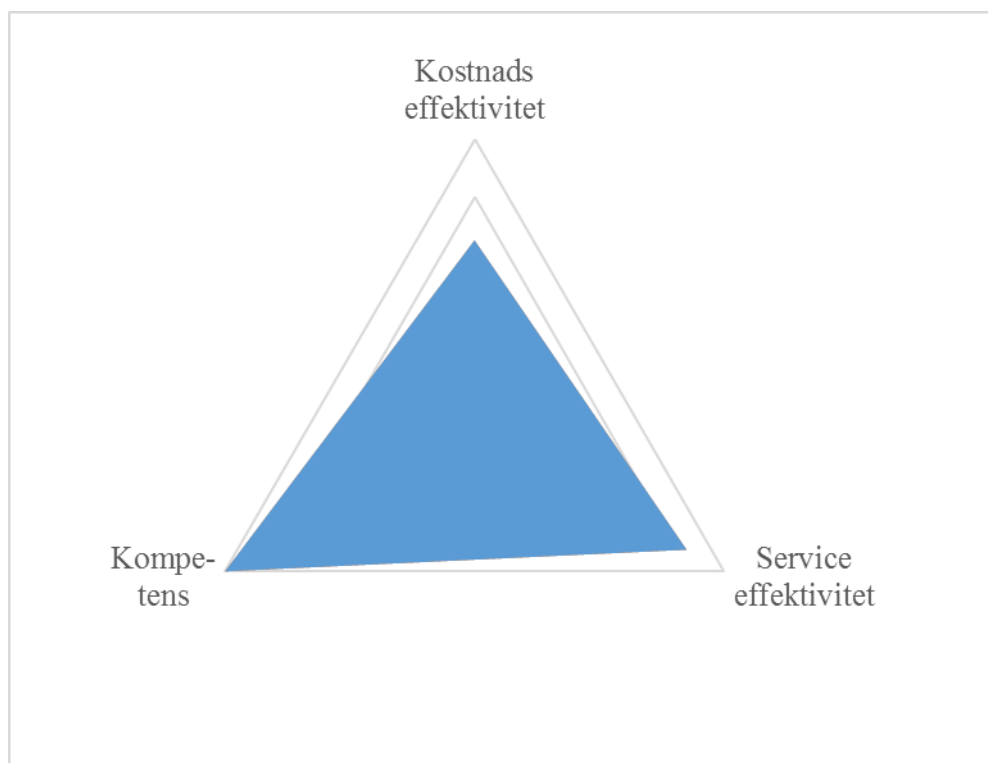 Kostnads
effektivitet
Kompe-
tens
Service
effektivitet